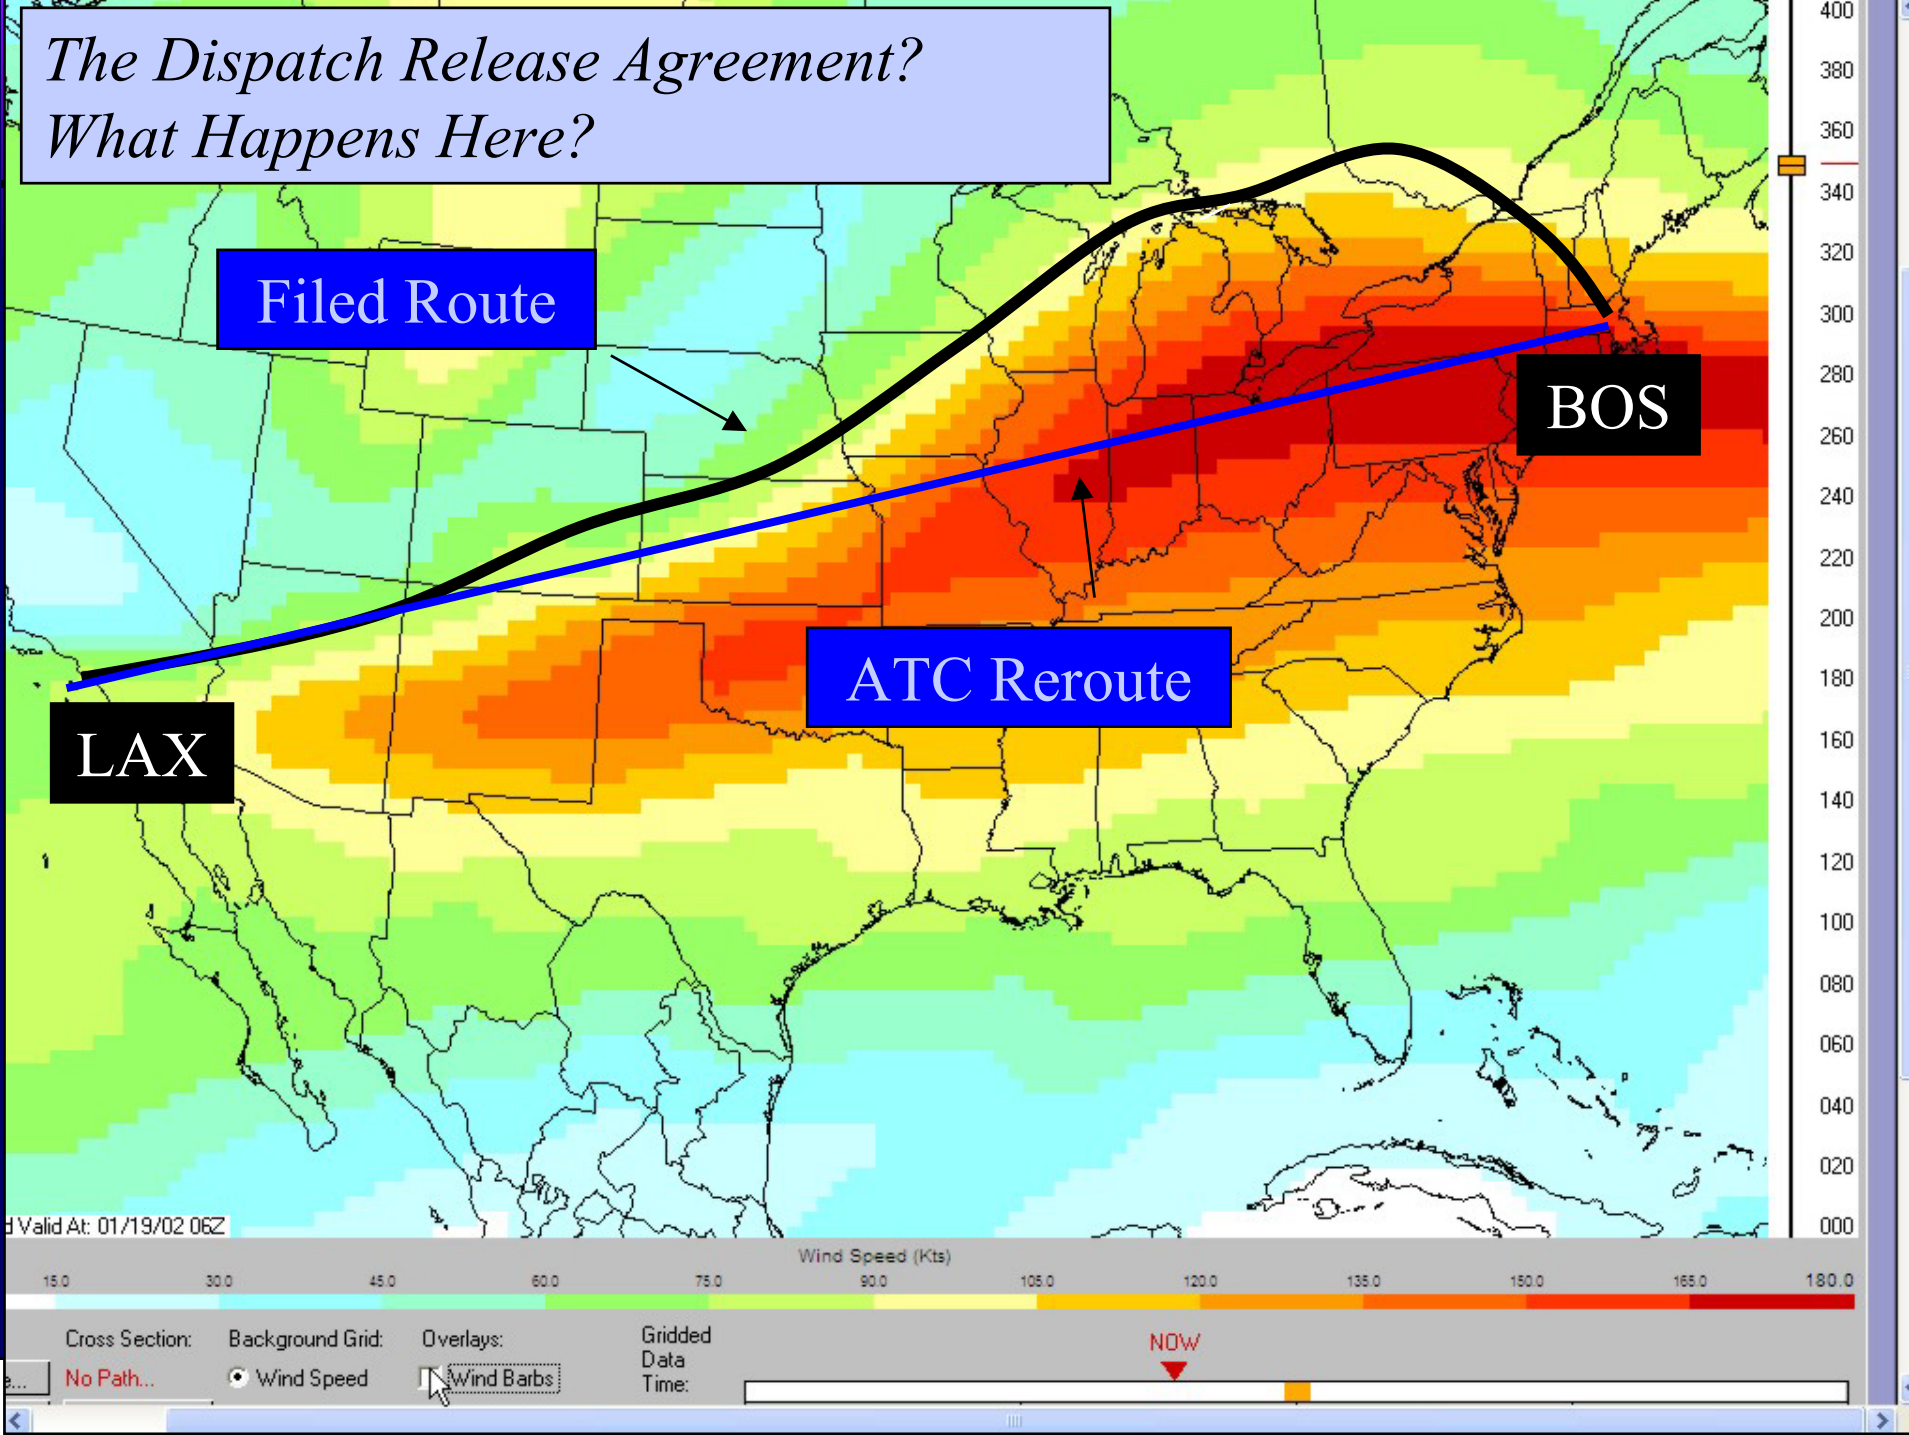 The Dispatch Release Agreement?
What Happens Here?
Filed Route
ATC Reroute
LAX
BOS
400
380
360
340
320
300
280
260
240
220
200
180
160
140
120
100
080
060
040
020
000
d Valid At: 01/19/02 06Z
Wind Speed (Kts)
15.0 30.0 45.0 60.0 75.0 90.0 105.0 120.0 135.0 150.0 165.0 180.0
Cross Section: Background Grid: Overlays:
No Path... Wind Speed Wind Barbs
Gridded
Data
Time:
NOW
e...